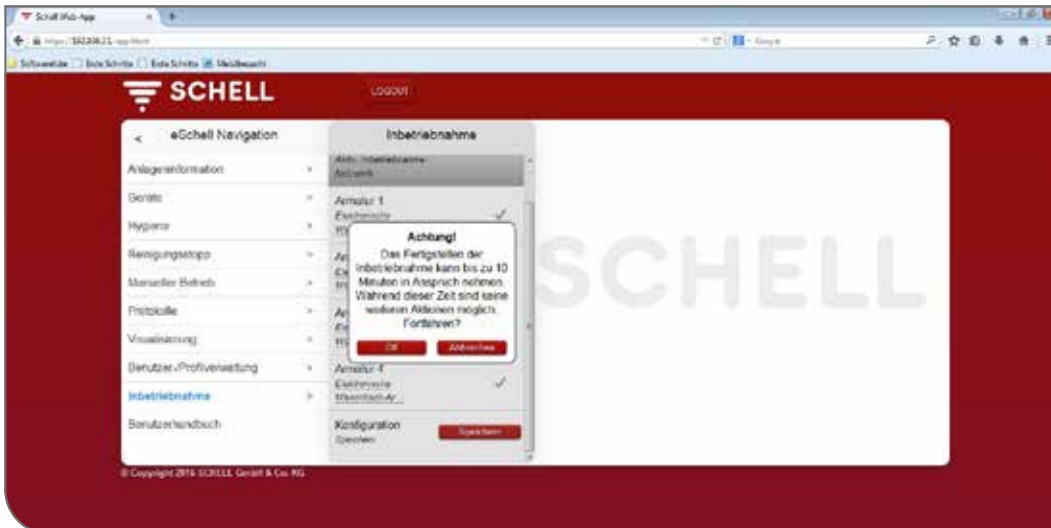 Schell Web-App
SCHELL
LOGOUT
< eSchell Navigation
Anlageninformation >
Geräte >
Hygiene >
Reinigungsstopp >
Manueller Betrieb >
Protokolle >
Visualisierung >
Benutzer-/Profilverwaltung >
Inbetriebnahme >
Benutzerhandbuch
Inbetriebnahme
Netzwerk
Armatur 1
Elektronische
Achtung!
Das Fertigstellen der
Inbetriebnahme kann bis zu 10
Minuten in Anspruch nehmen.
Während dieser Zeit sind keine
weiteren Aktionen möglich.
Fortfahren?
OK
Abbrechen
Armatur 4
Elektronische
Konfiguration
Speichern
Speichern
SCHELL
© Copyright 2016 SCHELL GmbH & Co. KG